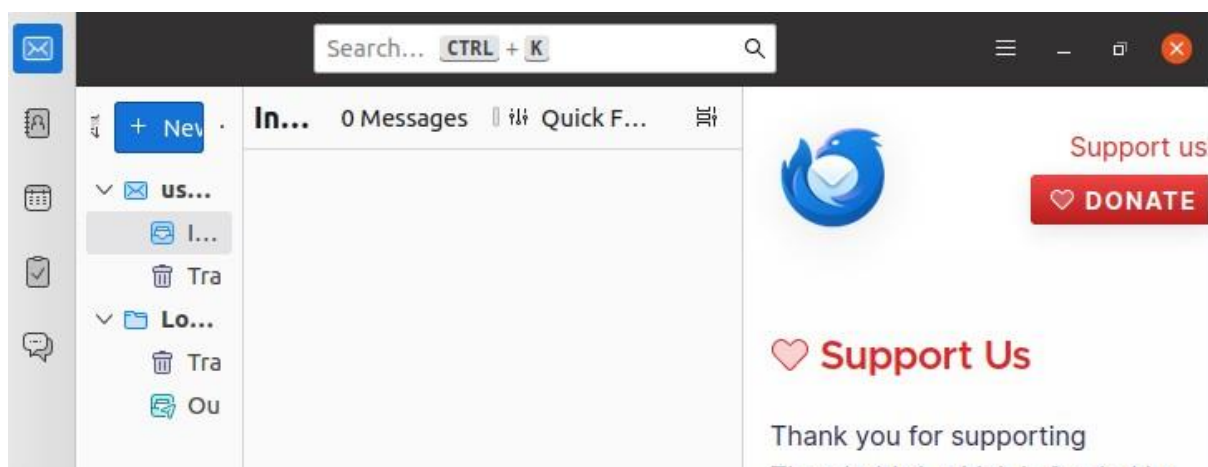 Search... CTRL + K
+ Nev
In... 0 Messages Quick F...
Support us
DONATE
us...
I...
Tra
Lo...
Tra
Ou
Support Us
Thank you for supporting